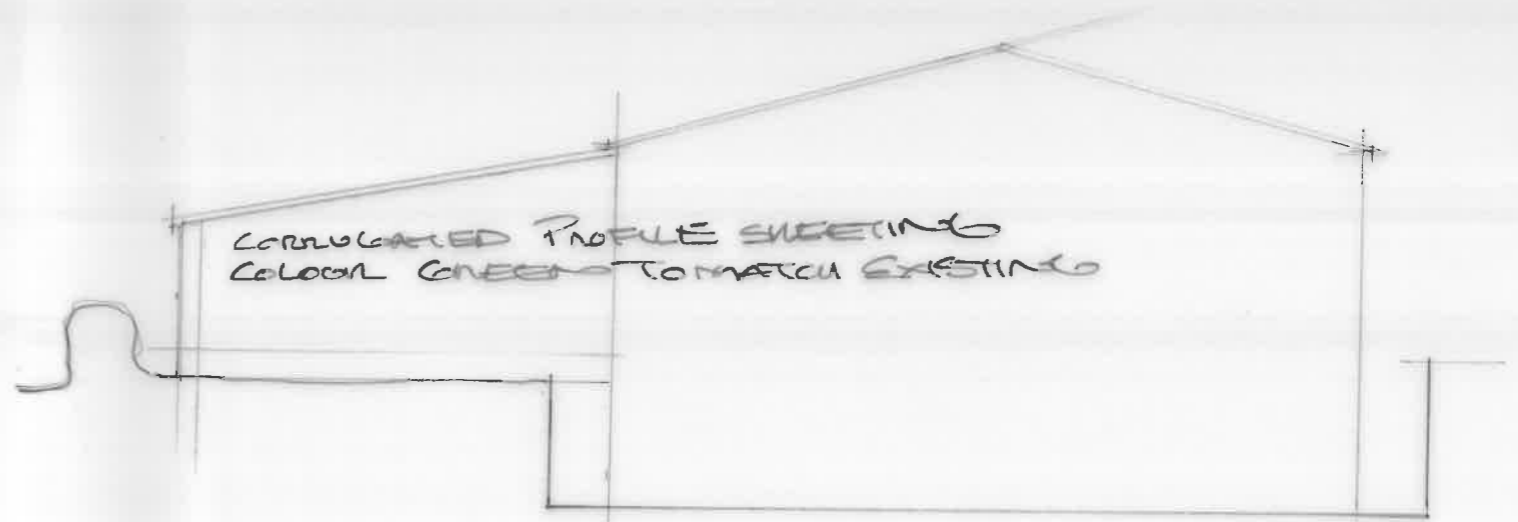 CORRUGATED PROFILE SHEETING
COLOUR GREEN TO MATCH EXISTING